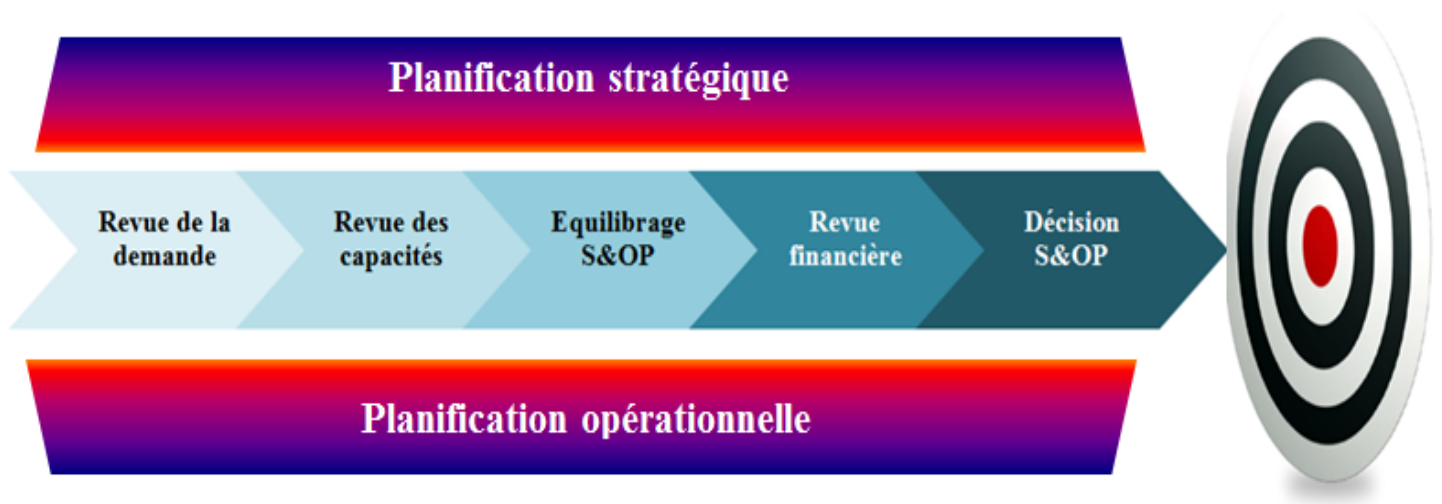 Planification stratégique
Revue de la
demande
Revue des
capacités
Equilibrage
S&OP
Revue
financière
Décision
S&OP
Planification opérationnelle